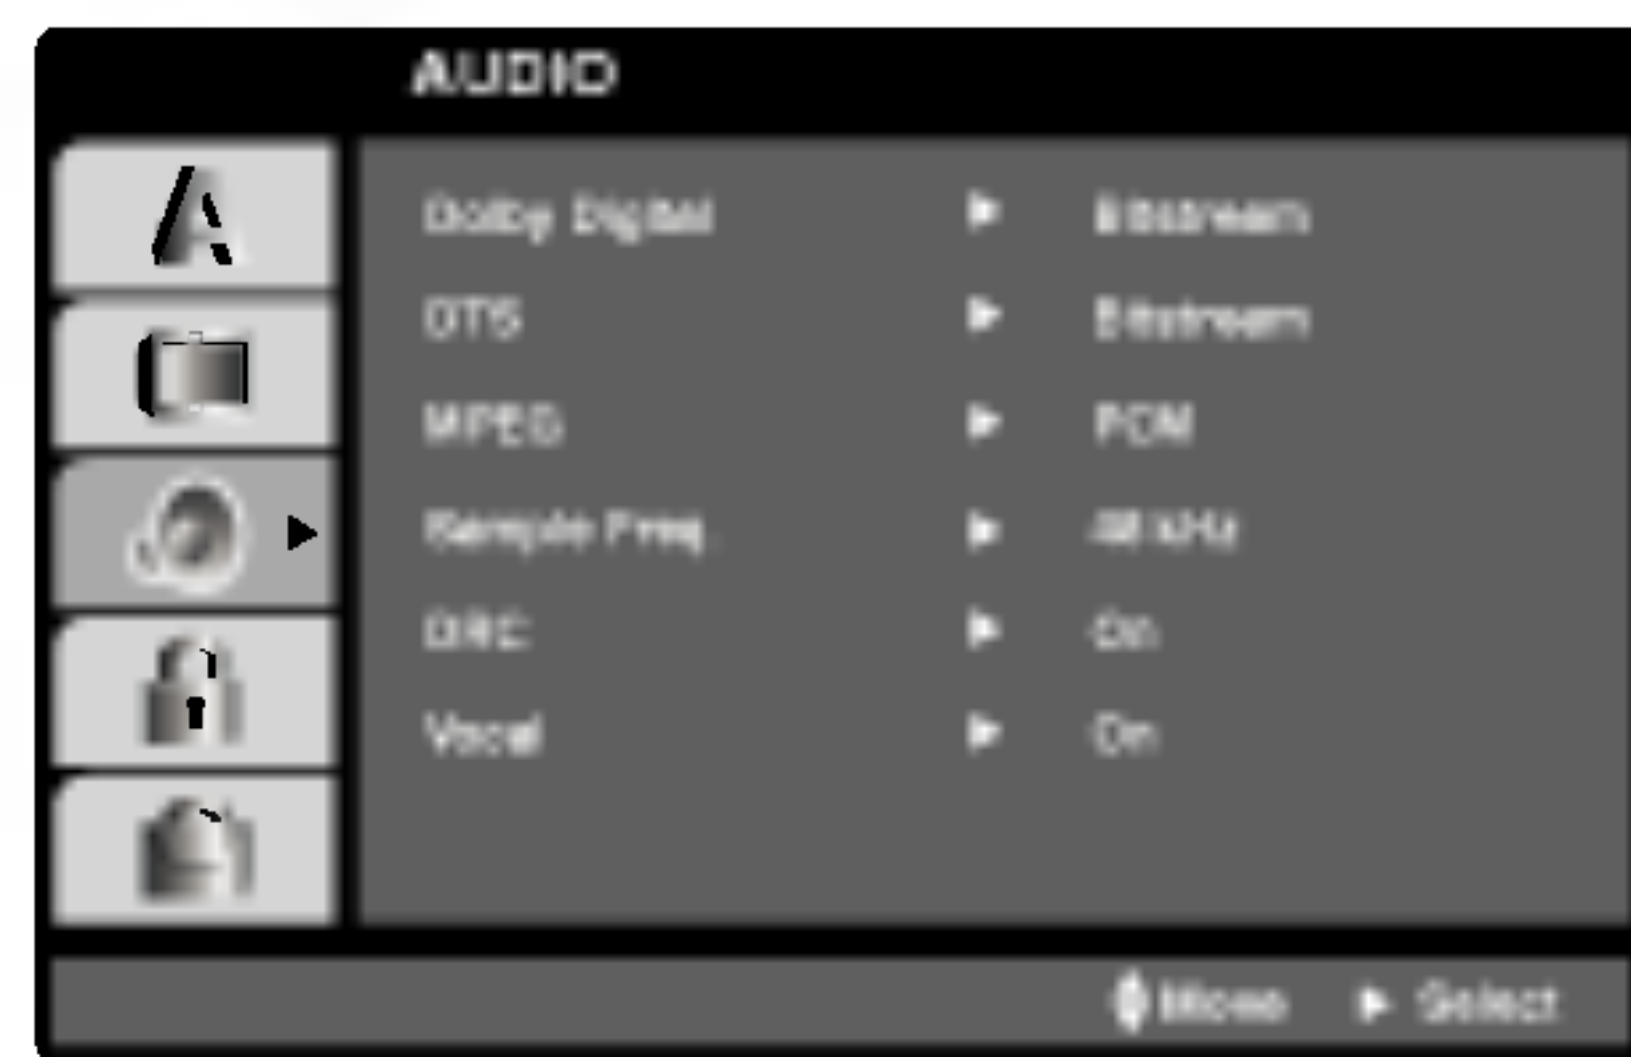 AUDIO
Dolby Digital ► Bitstream
DTS ► Bitstream
MPEG ► PCM
Sample Freq. ► 48 kHz
DRC ► On
Vocal ► On
Move ► Select